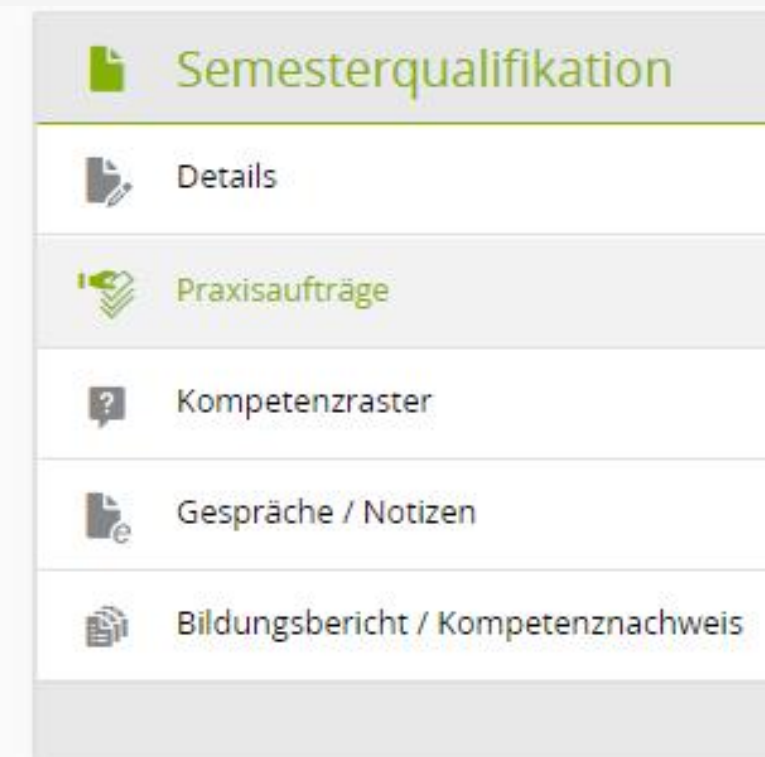 Semesterqualifikation
Details
Praxisaufträge
Kompetenzraster
Gespräche / Notizen
Bildungsbericht / Kompetenznachweis